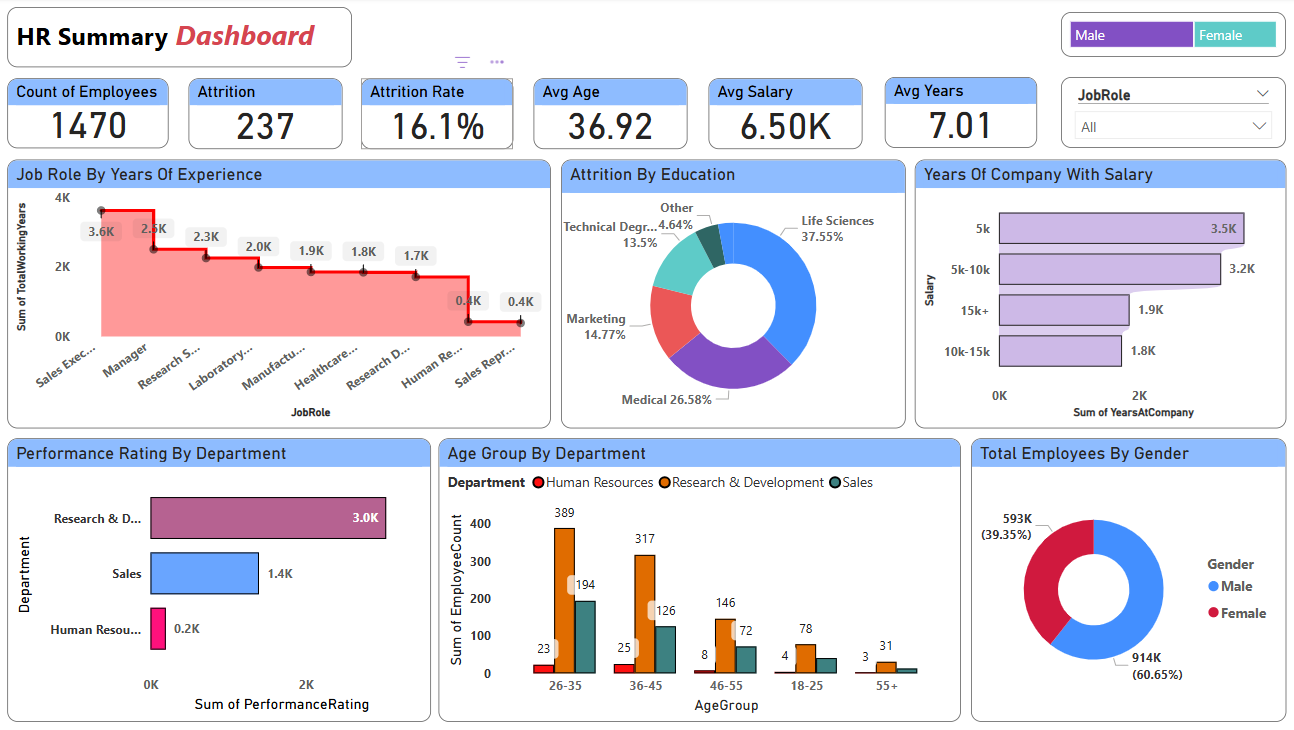 HR Summary Dashboard
Male Female
Count of Employees
1470
Attrition
237
Attrition Rate
16.1%
Avg Age
36.92
Avg Salary
6.50K
Avg Years
7.01
JobRole
All
Job Role By Years Of Experience
Sum of TotalWorkingYears
4K
2K
0K
3.6K
2.5K
2.3K
2.0K
1.9K
1.8K
1.7K
0.4K
0.4K
Sales Exec...
Manager
Research S...
Laboratory...
Manufactu...
Healthcare...
Research D...
Human Re...
Sales Repr...
JobRole
Attrition By Education
Other
4.64%
Technical Degr...
13.5%
Life Sciences
37.55%
Marketing
14.77%
Medical 26.58%
Years Of Company With Salary
Salary
5k
3.5K
5k-10k
3.2K
15k+
1.9K
10k-15k
1.8K
0K
2K
Sum of YearsAtCompany
Performance Rating By Department
Department
Research & D...
3.0K
Sales
1.4K
Human Resou...
0.2K
0K
2K
Sum of PerformanceRating
Age Group By Department
Department Human Resources Research & Development Sales
Sum of EmployeeCount
400
300
200
100
0
23
389
194
25
317
126
8
146
72
4
78
3
31
26-35
36-45
46-55
18-25
55+
AgeGroup
Total Employees By Gender
593K
(39.35%)
914K
(60.65%)
Gender
Male
Female